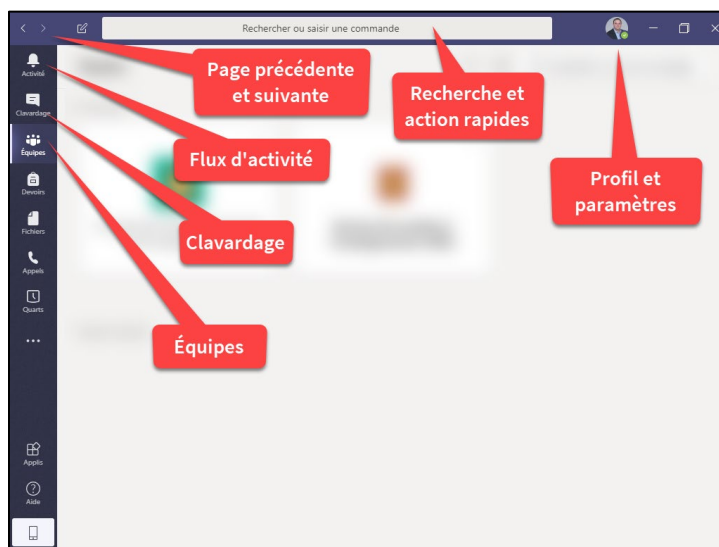 Rechercher ou saisir une commande
Activité
Clavardage
Équipes
Devoirs
Fichiers
Appels
Quarts
Applis
Aide
Page précédente
et suivante
Recherche et
action rapides
Flux d'activité
Profil et
paramètres
Clavardage
Équipes